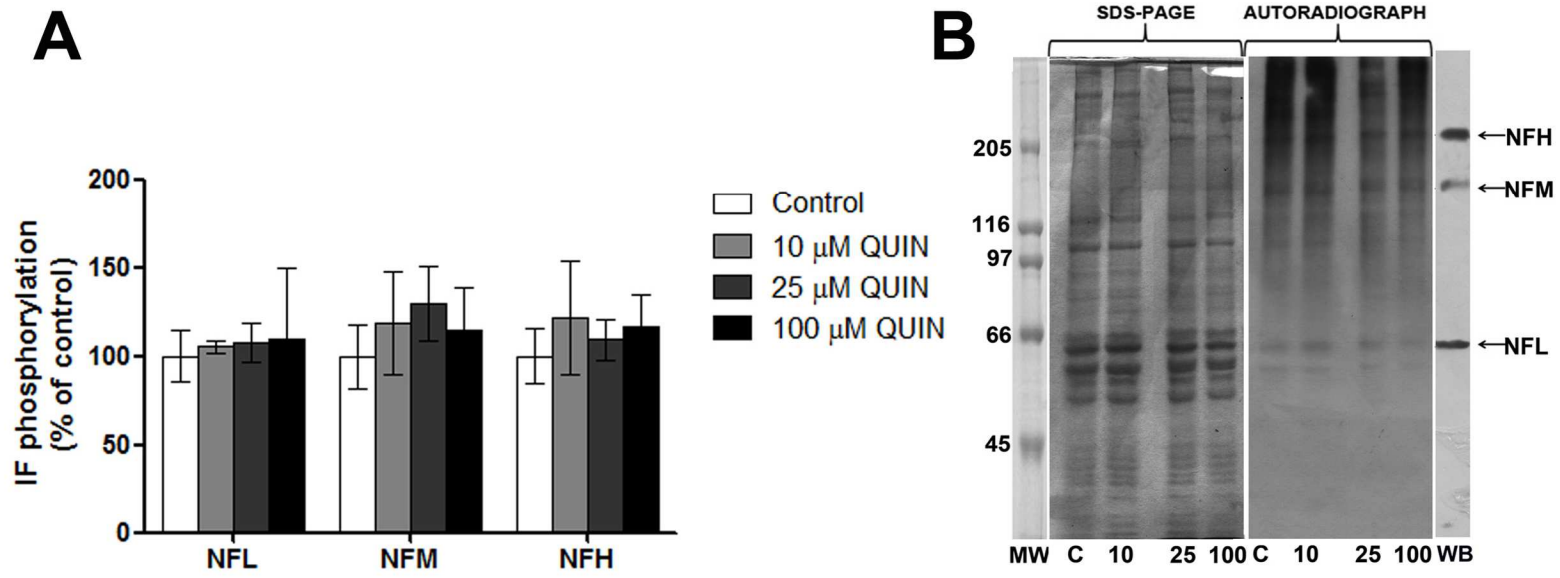 A
IF phosphorylation
(% of control)
200
150
100
50
0
NFL NFM NFH
Control
10 μM QUIN
25 μM QUIN
100 μM QUIN
B
SDS-PAGE AUTORADIOGRAPH
205
116
97
66
45
←NFH
←NFM
←NFL
MW C 10 25 100 C 10 25 100 WB